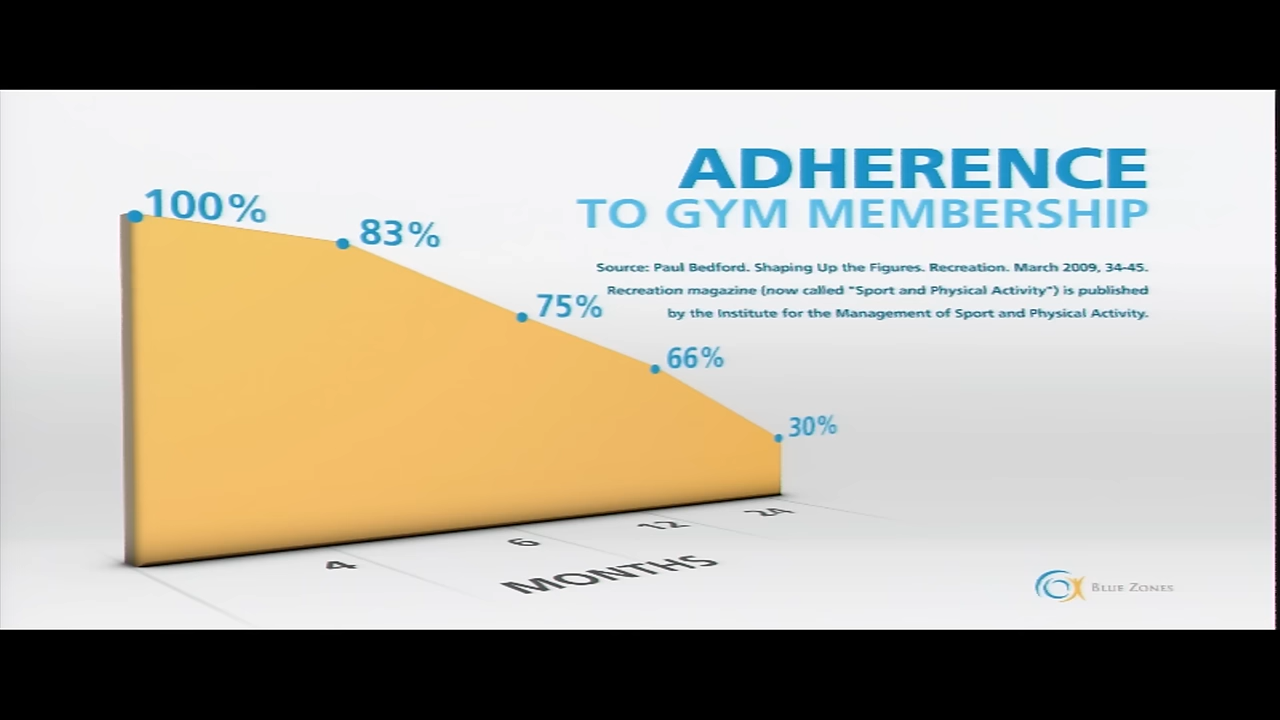 ADHERENCE
TO GYM MEMBERSHIP
Source: Paul Bedford. Shaping Up the Figures. Recreation. March 2009, 34-45.
Recreation magazine (now called "Sport and Physical Activity") is published
by the Institute for the Management of Sport and Physical Activity.
100%
83%
75%
66%
30%
4
6
12
24
MONTHS
BLUE ZONES